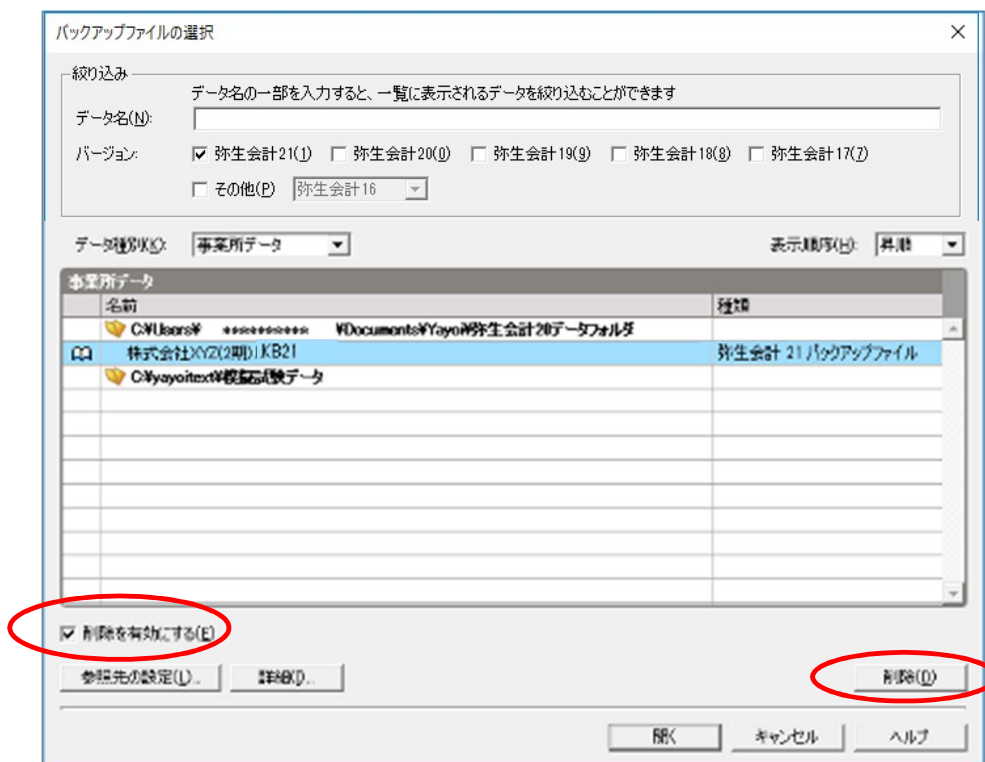 バックアップファイルの選択
絞り込み
データ名の一部を入力すると、一覧に表示されるデータを絞り込むことができます
データ名(N):
バージョン: 弥生会計21(1) 弥生会計20(0) 弥生会計19(9) 弥生会計18(8) 弥生会計17(7)
その他(P) 弥生会計16
データ種別(K): 事業所データ 表示順序(H): 昇順
事業所データ
名前 種類
C:¥Users¥ *********** ¥Documents¥Yayoi¥弥生会計20データフォルダ
株式会社XYZ(2期).KB21 弥生会計 21 バックアップファイル
C:¥yayoitext¥模擬試験データ
削除を有効にする(E)
参照先の設定(L)... 詳細(I)... 削除(D)
開く キャンセル ヘルプ